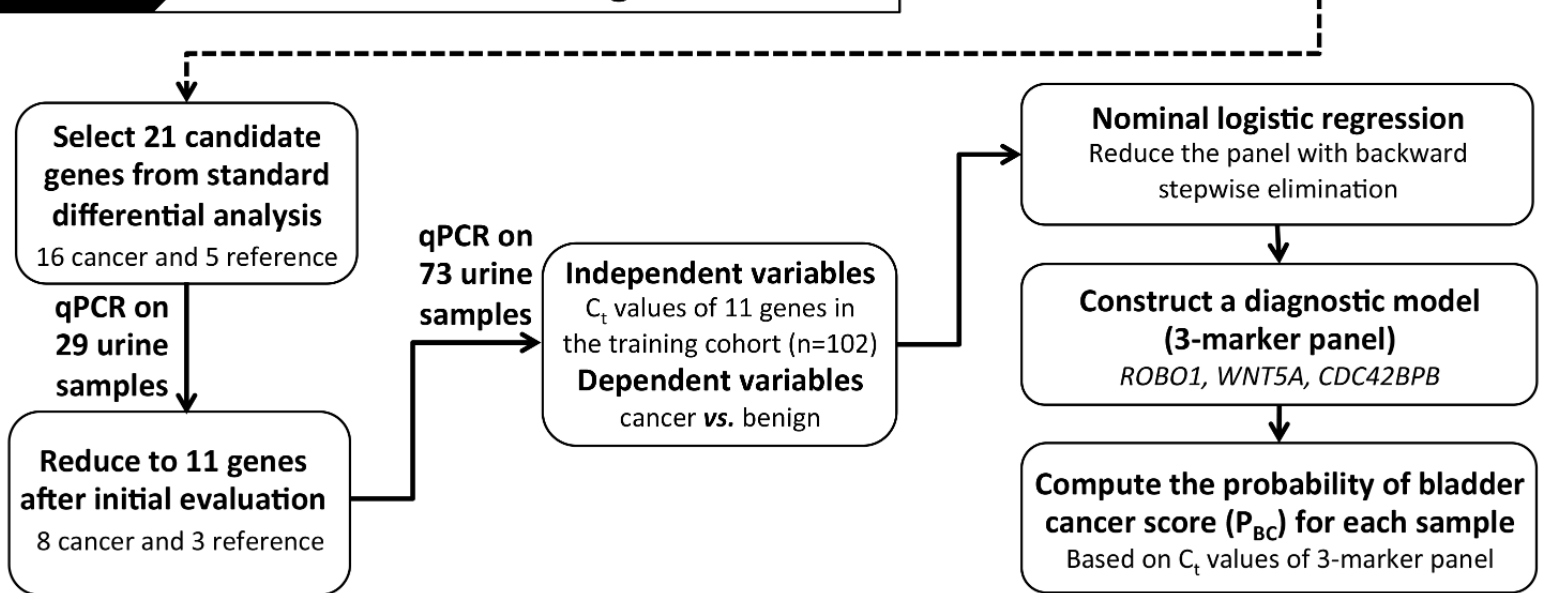 Select 21 candidate
genes from standard
differential analysis
16 cancer and 5 reference
qPCR on
29 urine
samples
Reduce to 11 genes
after initial evaluation
8 cancer and 3 reference
qPCR on
73 urine
samples
Independent variables
Ct values of 11 genes in
the training cohort (n=102)
Dependent variables
cancer vs. benign
Nominal logistic regression
Reduce the panel with backward
stepwise elimination
Construct a diagnostic model
(3-marker panel)
ROBO1, WNT5A, CDC42BPB
Compute the probability of bladder
cancer score (PBC) for each sample
Based on Ct values of 3-marker panel